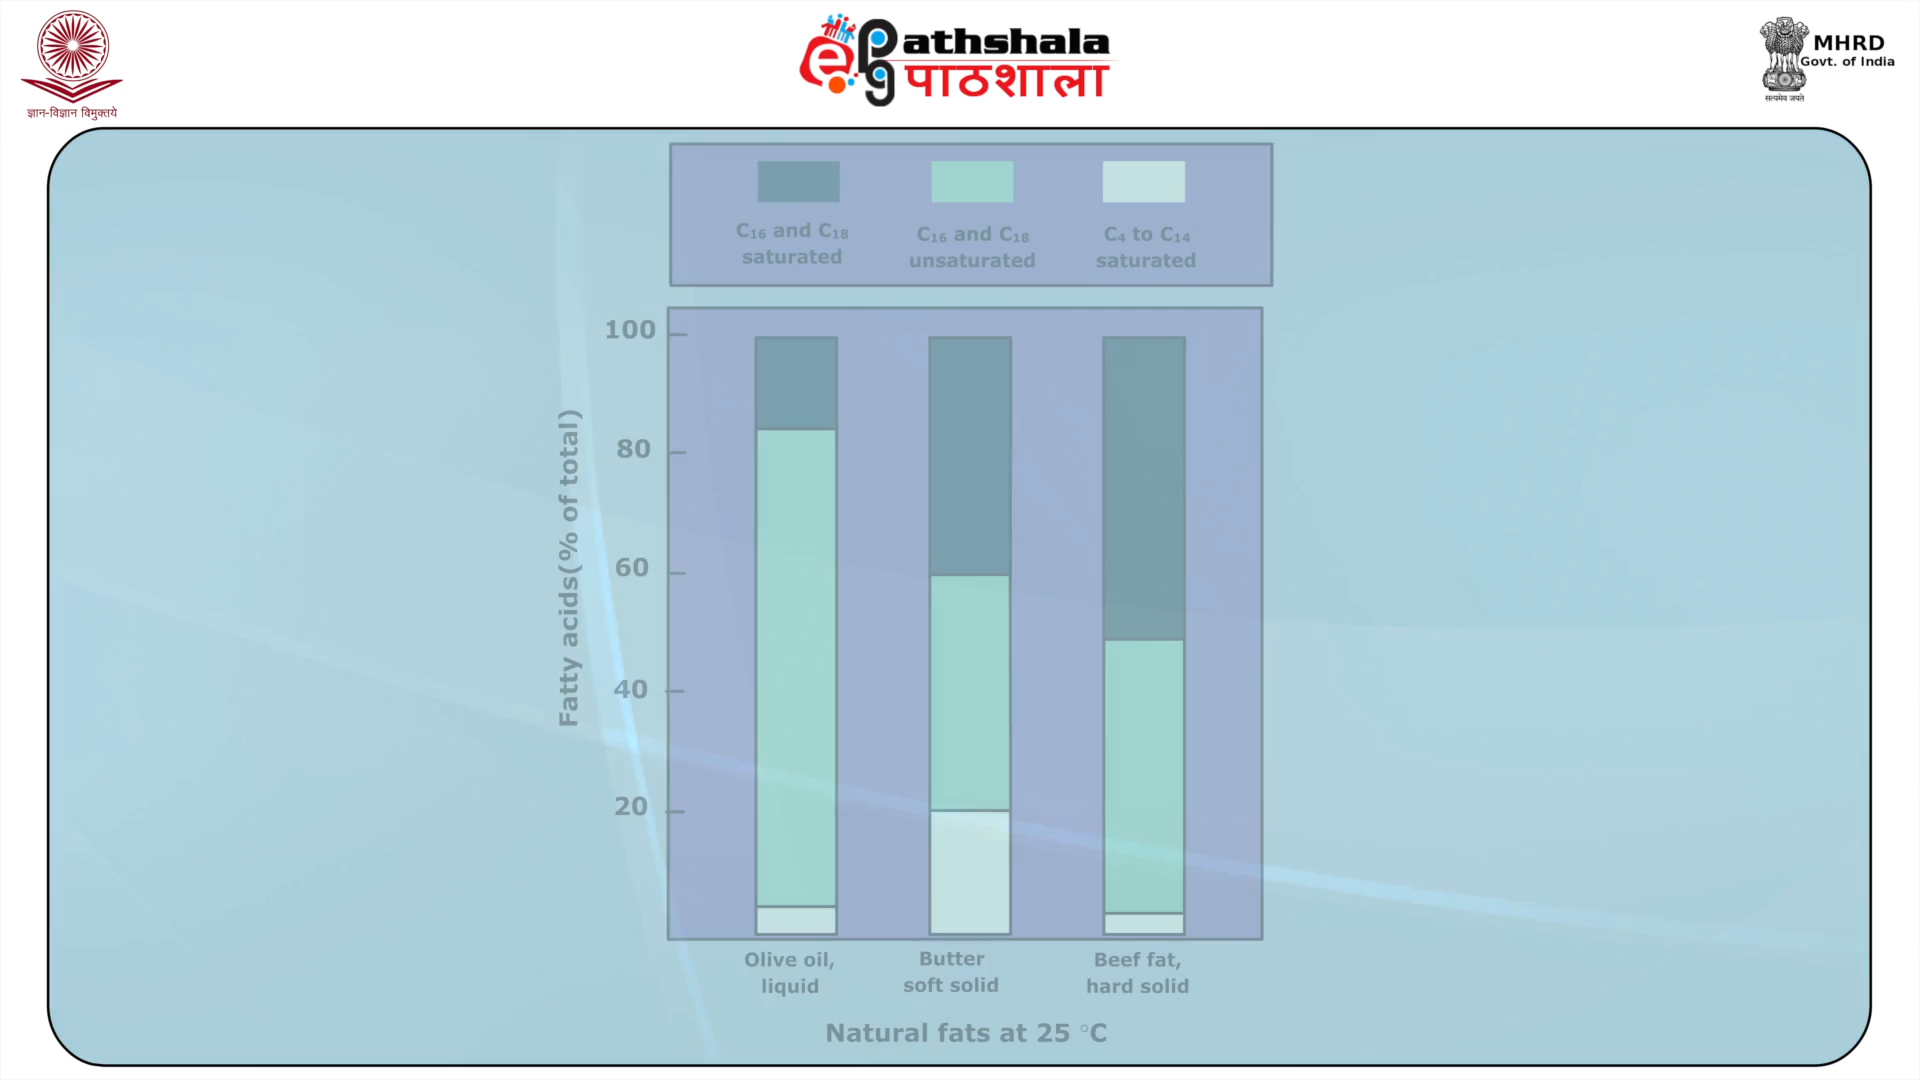 ज्ञान-विज्ञान विमुक्तये
e pg athshala
पाठशाला
MHRD
Govt. of India
सत्यमेव जयते
C₁₆ and C₁₈
saturated
C₁₆ and C₁₈
unsaturated
C₄ to C₁₄
saturated
Fatty acids(% of total)
100
80
60
40
20
Olive oil,
liquid
Butter
soft solid
Beef fat,
hard solid
Natural fats at 25 °C